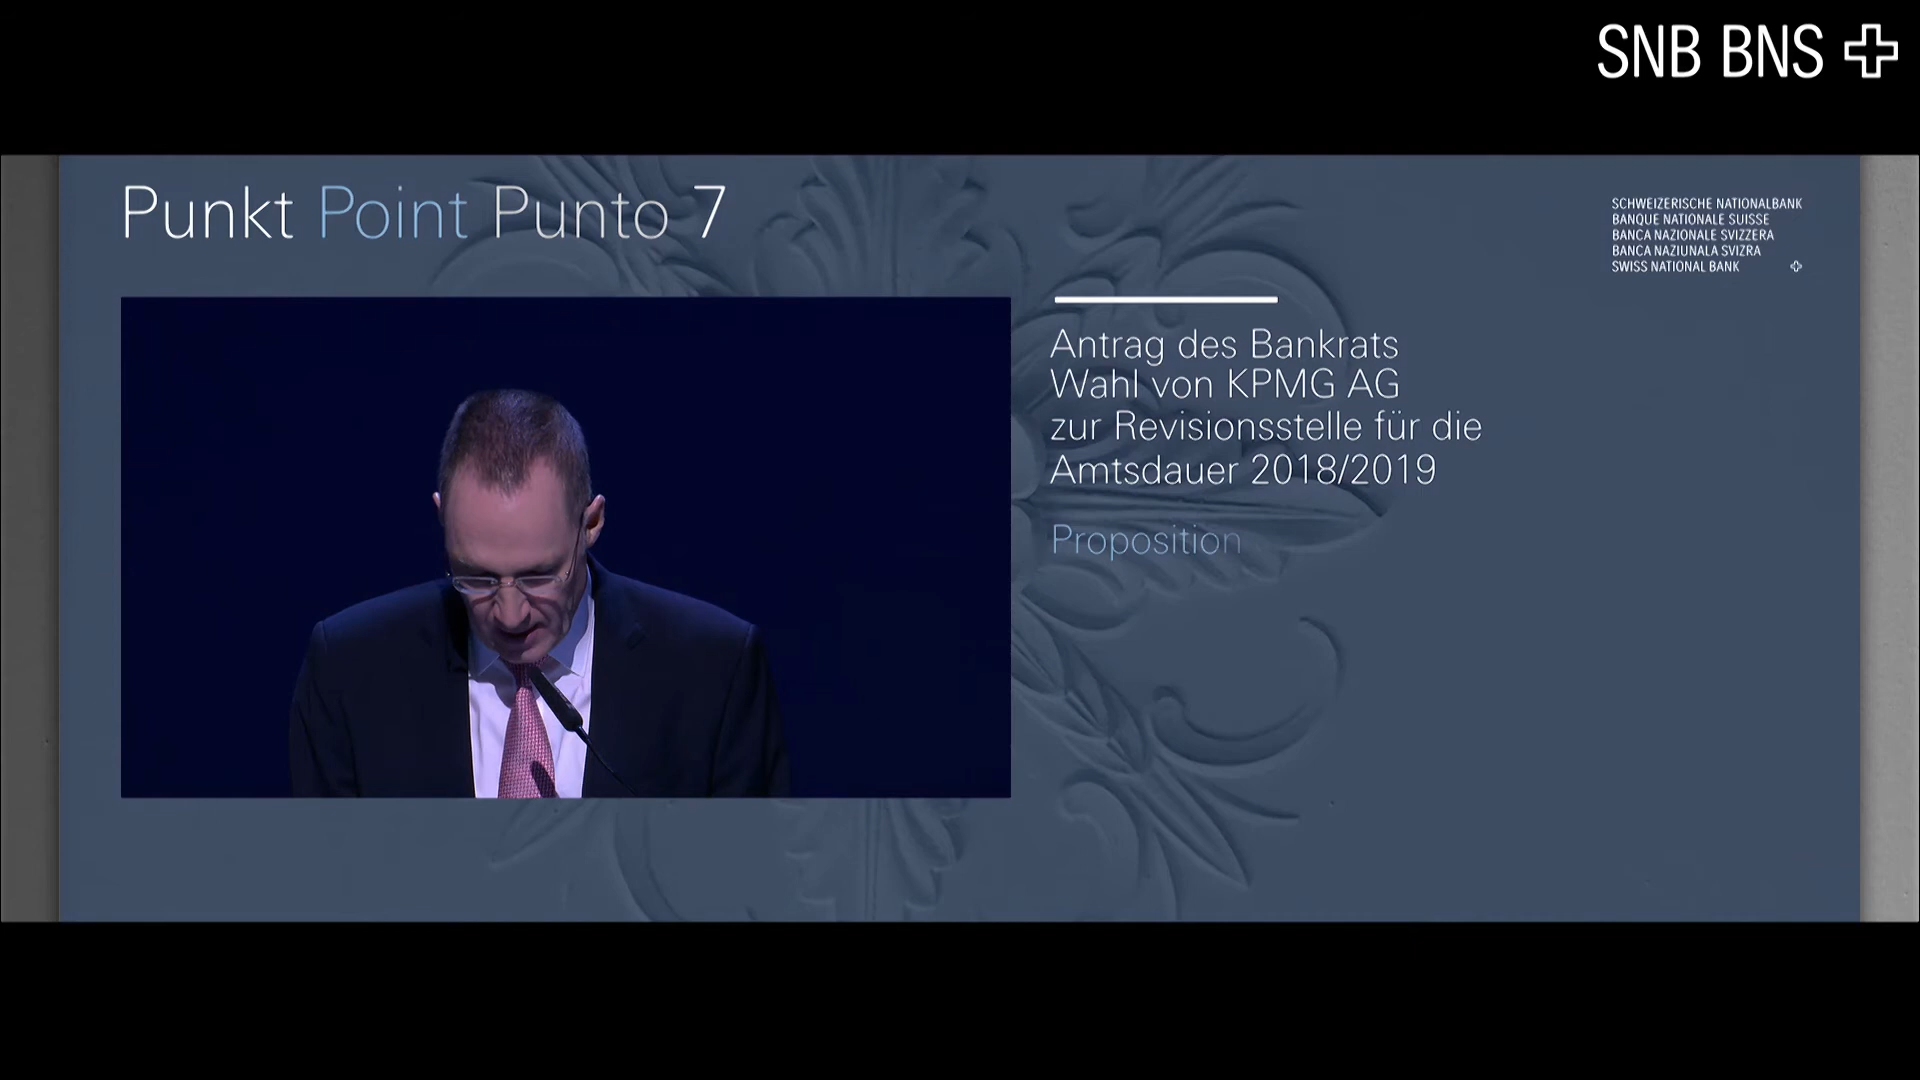 SNB BNS
Punkt Point Punto 7
SCHWEIZERISCHE NATIONALBANK
BANQUE NATIONALE SUISSE
BANCA NAZIONALE SVIZZERA
BANCA NAZIUNALA SVIZRA
SWISS NATIONAL BANK
Antrag des Bankrats
Wahl von KPMG AG
zur Revisionsstelle für die
Amtsdauer 2018/2019
Proposition